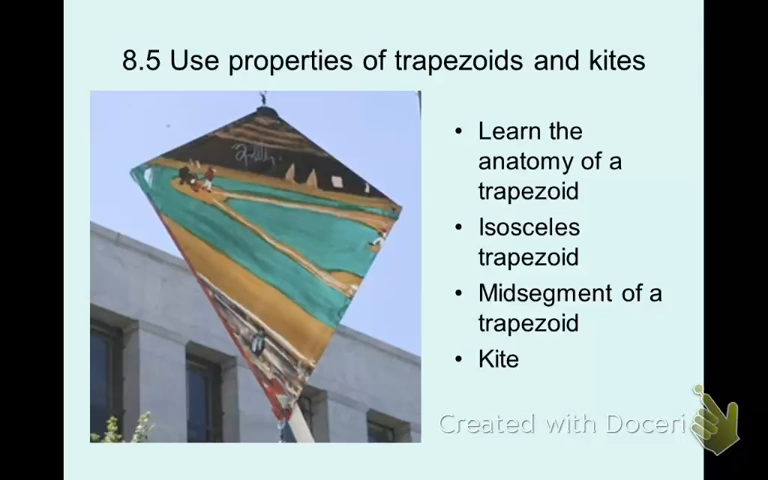 8.5 Use properties of trapezoids and kites
• Learn the
anatomy of a
trapezoid
• Isosceles
trapezoid
• Midsegment of a
trapezoid
• Kite
Created with Doceri